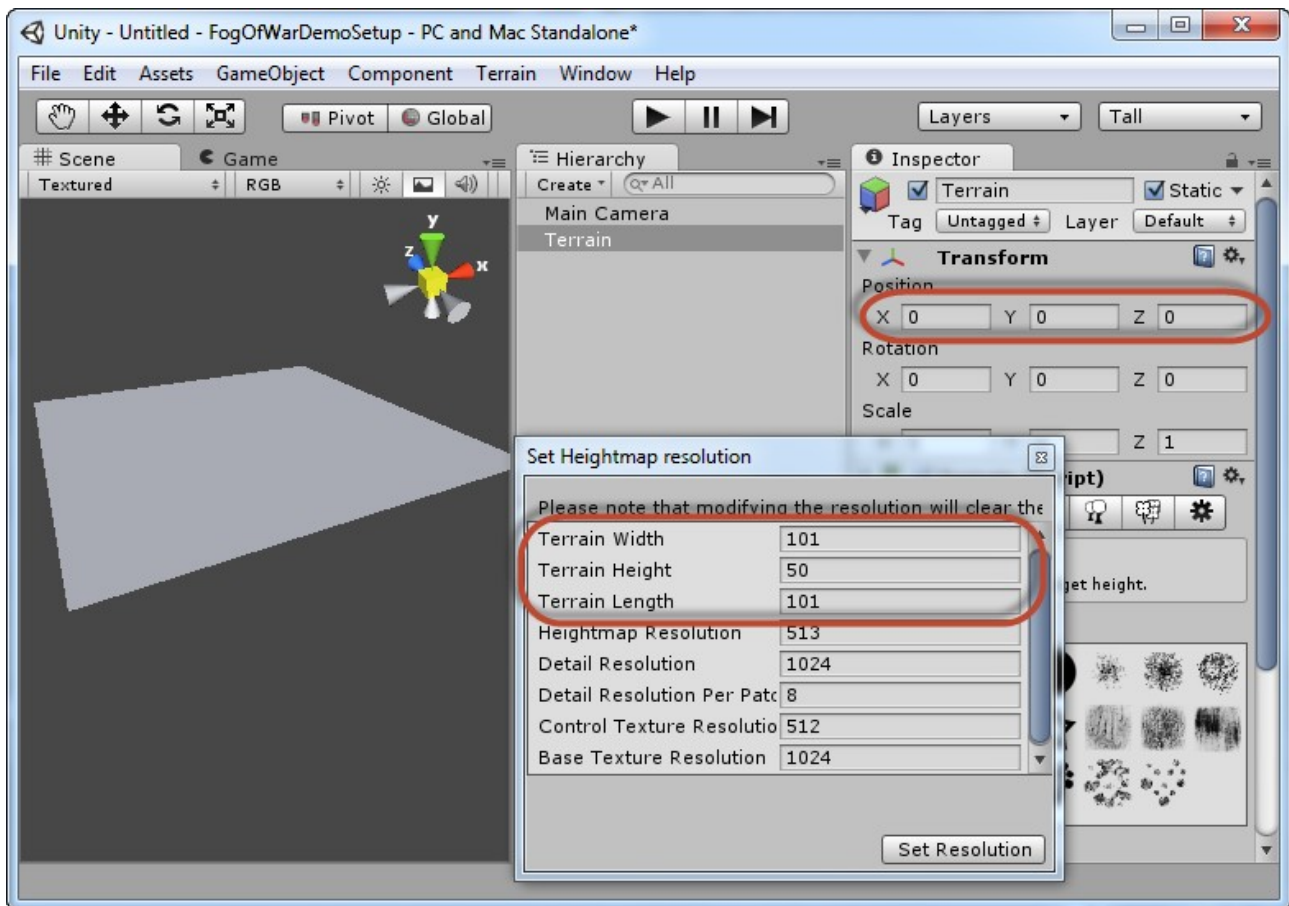 Unity - Untitled - FogOfWarDemoSetup - PC and Mac Standalone*
File Edit Assets GameObject Component Terrain Window Help
Pivot Global Layers Tall
Scene Game Hierarchy Inspector
Textured RGB Create All Terrain Static
Main Camera Tag Untagged Layer Default
Terrain Transform
Position
X 0 Y 0 Z 0
Rotation
X 0 Y 0 Z 0
Scale
Z 1
Set Heightmap resolution
Please note that modifying the resolution will clear the
Terrain Width 101
Terrain Height 50
Terrain Length 101
get height.
Heightmap Resolution 513
Detail Resolution 1024
Detail Resolution Per Patc 8
Control Texture Resolutio 512
Base Texture Resolution 1024
Set Resolution